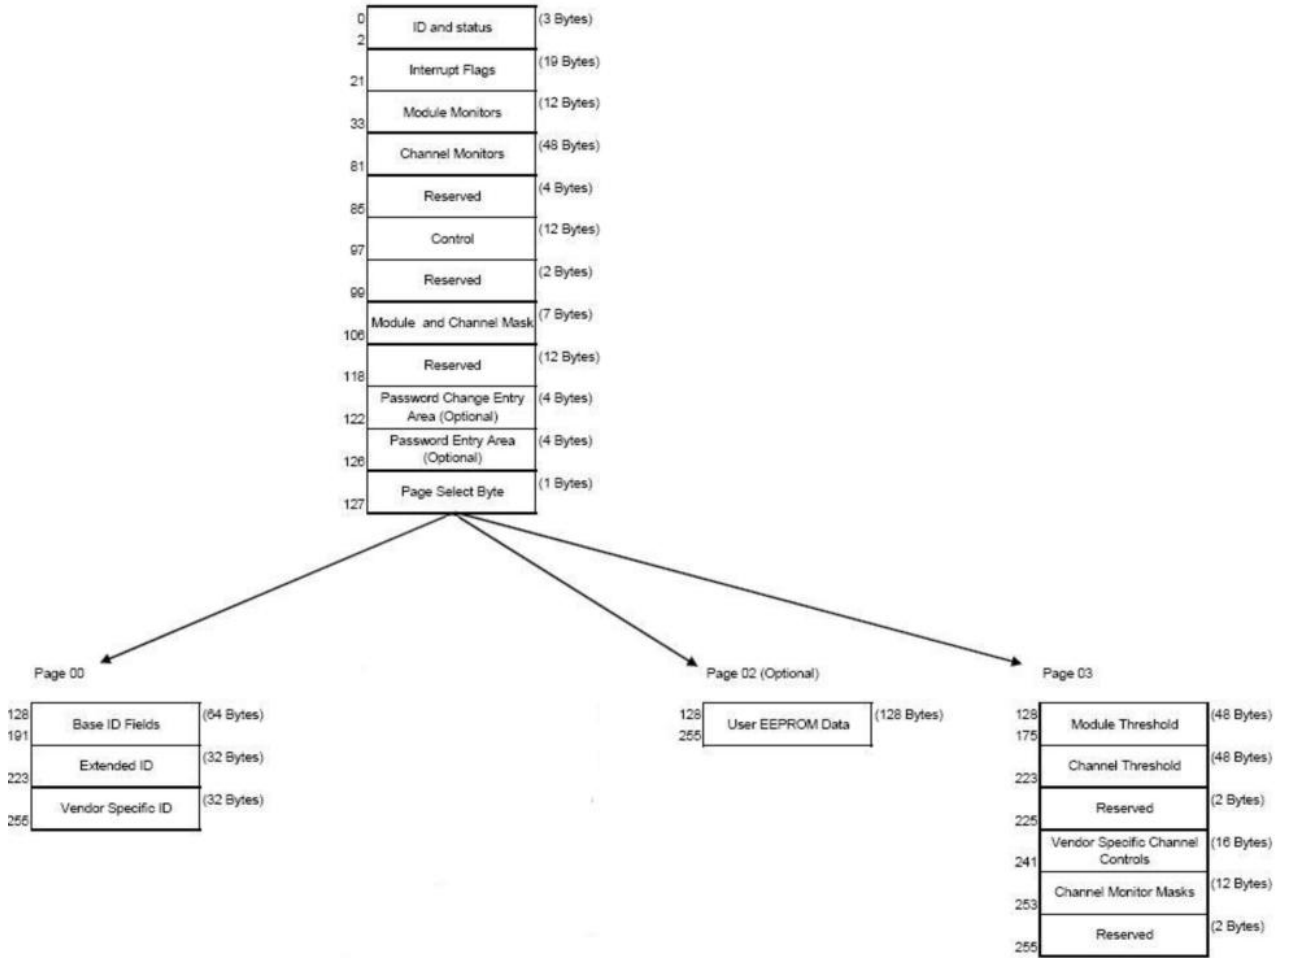 0
ID and status
(3 Bytes)
2
Interrupt Flags
(19 Bytes)
21
Module Monitors
(12 Bytes)
33
Channel Monitors
(48 Bytes)
81
Reserved
(4 Bytes)
85
Control
(12 Bytes)
97
Reserved
(2 Bytes)
99
Module and Channel Mask
(7 Bytes)
106
Reserved
(12 Bytes)
118
Password Change Entry
Area (Optional)
(4 Bytes)
122
Password Entry Area
(Optional)
(4 Bytes)
126
Page Select Byte
(1 Bytes)
127
Page 00
128
Base ID Fields
(64 Bytes)
191
Extended ID
(32 Bytes)
223
Vendor Specific ID
(32 Bytes)
255
Page 02 (Optional)
128
User EEPROM Data
(128 Bytes)
255
Page 03
128
Module Threshold
(48 Bytes)
175
Channel Threshold
(48 Bytes)
223
Reserved
(2 Bytes)
225
Vendor Specific Channel
Controls
(16 Bytes)
241
Channel Monitor Masks
(12 Bytes)
253
Reserved
(2 Bytes)
255